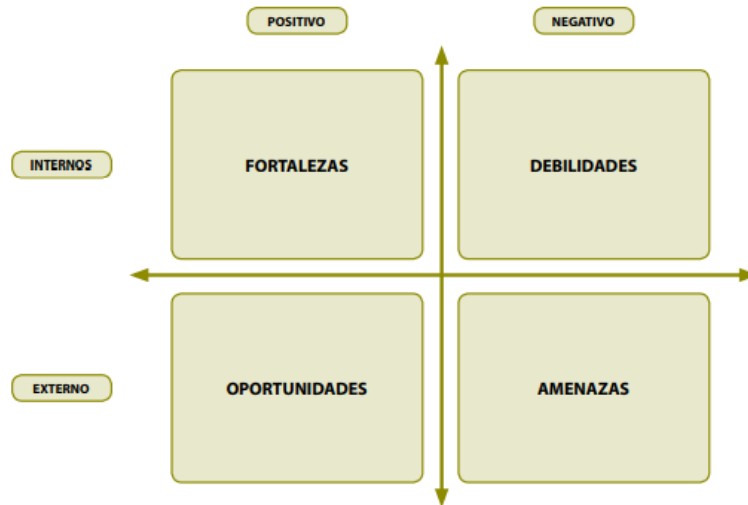 POSITIVO
NEGATIVO
INTERNOS
FORTALEZAS
DEBILIDADES
EXTERNO
OPORTUNIDADES
AMENAZAS